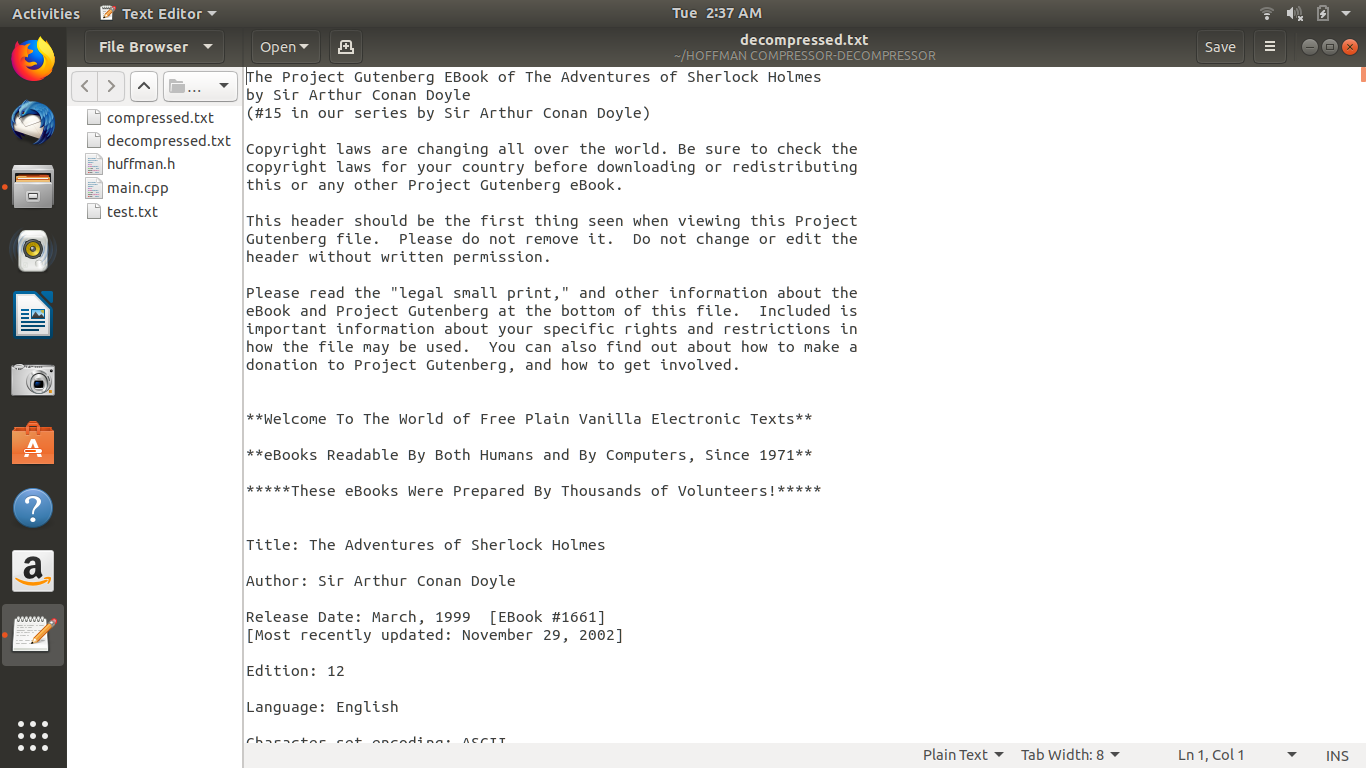 Activities
Text Editor
Tue 2:37 AM
File Browser
Open
decompressed.txt
~/HOFFMAN COMPRESSOR-DECOMPRESSOR
Save
...
compressed.txt
decompressed.txt
huffman.h
main.cpp
test.txt
The Project Gutenberg EBook of The Adventures of Sherlock Holmes
by Sir Arthur Conan Doyle
(#15 in our series by Sir Arthur Conan Doyle)
Copyright laws are changing all over the world. Be sure to check the
copyright laws for your country before downloading or redistributing
this or any other Project Gutenberg eBook.
This header should be the first thing seen when viewing this Project
Gutenberg file.  Please do not remove it.  Do not change or edit the
header without written permission.
Please read the "legal small print," and other information about the
eBook and Project Gutenberg at the bottom of this file.  Included is
important information about your specific rights and restrictions in
how the file may be used.  You can also find out about how to make a
donation to Project Gutenberg, and how to get involved.
**Welcome To The World of Free Plain Vanilla Electronic Texts**
**eBooks Readable By Both Humans and By Computers, Since 1971**
*****These eBooks Were Prepared By Thousands of Volunteers!*****
Title: The Adventures of Sherlock Holmes
Author: Sir Arthur Conan Doyle
Release Date: March, 1999  [EBook #1661]
[Most recently updated: November 29, 2002]
Edition: 12
Language: English
Character set encoding: ASCII
Plain Text
Tab Width: 8
Ln 1, Col 1
INS